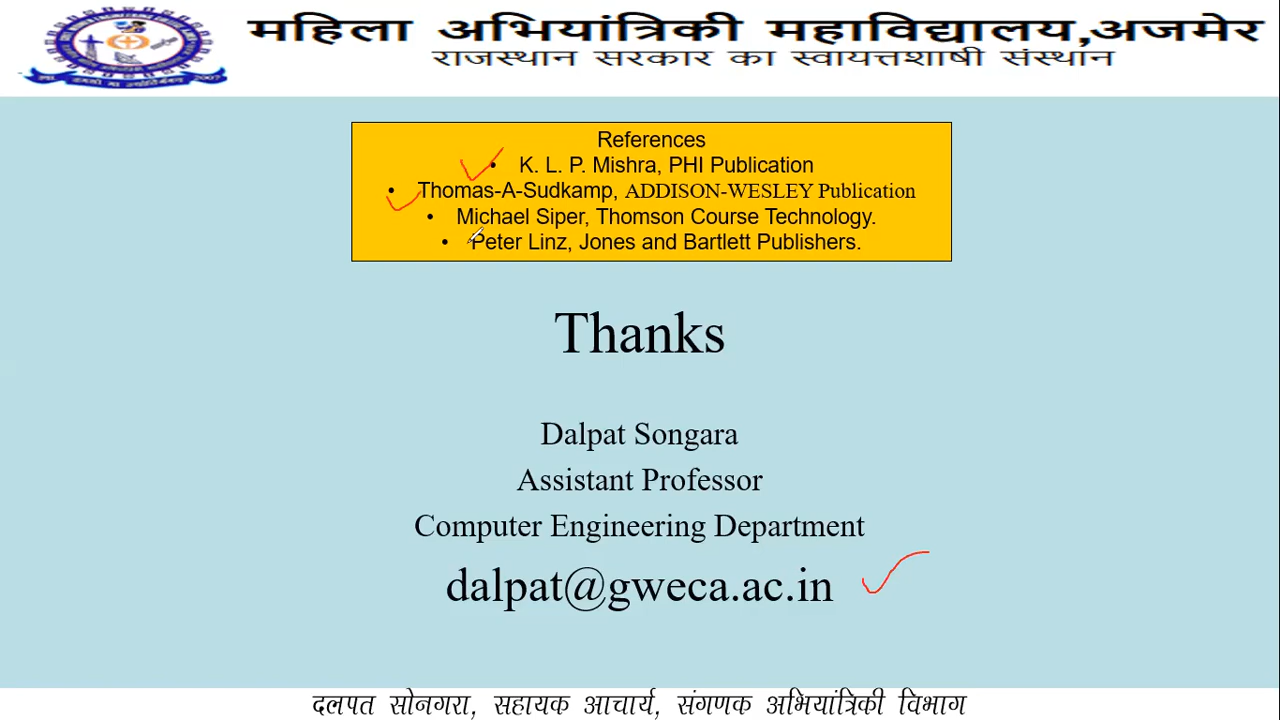 महिला अभियांत्रिकी महाविद्यालय,अजमेर
राजस्थान सरकार का स्वायत्तशाषी संस्थान
References
• K. L. P. Mishra, PHI Publication
• Thomas-A-Sudkamp, ADDISON-WESLEY Publication
• Michael Siper, Thomson Course Technology.
• Peter Linz, Jones and Bartlett Publishers.
Thanks
Dalpat Songara
Assistant Professor
Computer Engineering Department
dalpat@gweca.ac.in
दलपत सोनगरा, सहायक आचार्य, संगणक अभियांत्रिकी विभाग